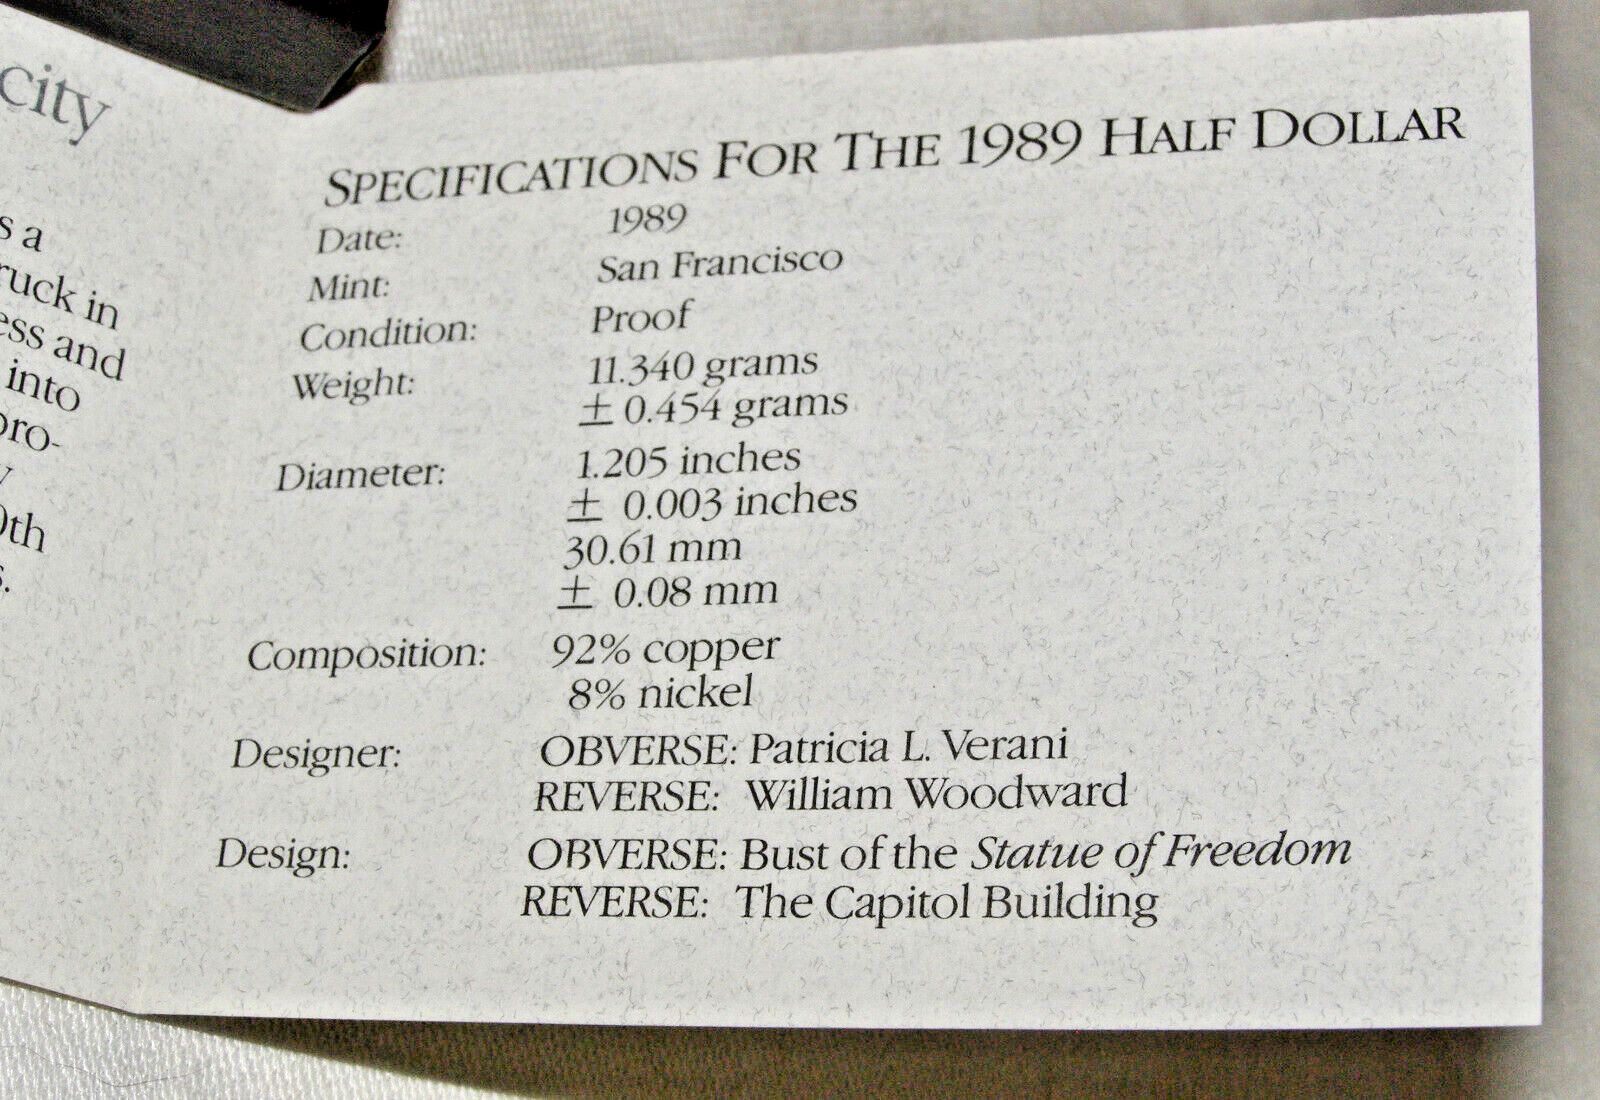 city
s a
ruck in
ess and
into
pro-
y
0th
s.
SPECIFICATIONS FOR THE 1989 HALF DOLLAR
Date: 1989
Mint: San Francisco
Condition: Proof
Weight: 11.340 grams
± 0.454 grams
Diameter: 1.205 inches
± 0.003 inches
30.61 mm
± 0.08 mm
Composition: 92% copper
8% nickel
Designer: OBVERSE: Patricia L. Verani
REVERSE: William Woodward
Design: OBVERSE: Bust of the Statue of Freedom
REVERSE: The Capitol Building